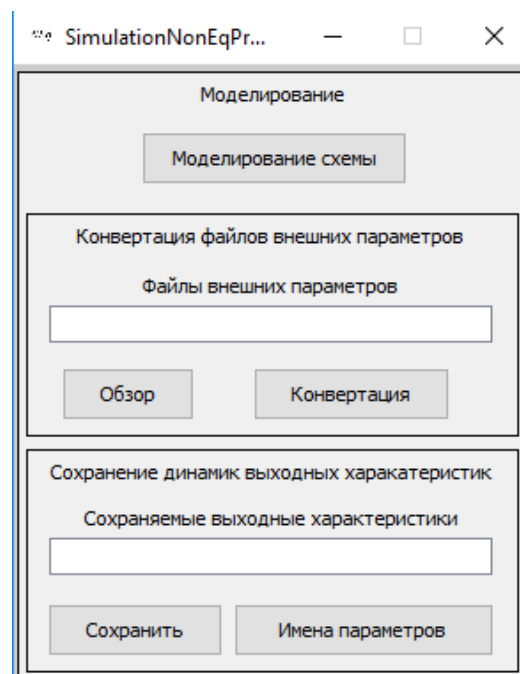 SimulationNonEqPr...
Моделирование
Моделирование схемы
Конвертация файлов внешних параметров
Файлы внешних параметров
Обзор
Конвертация
Сохранение динамик выходных харакатеристик
Сохраняемые выходные характеристики
Сохранить
Имена параметров